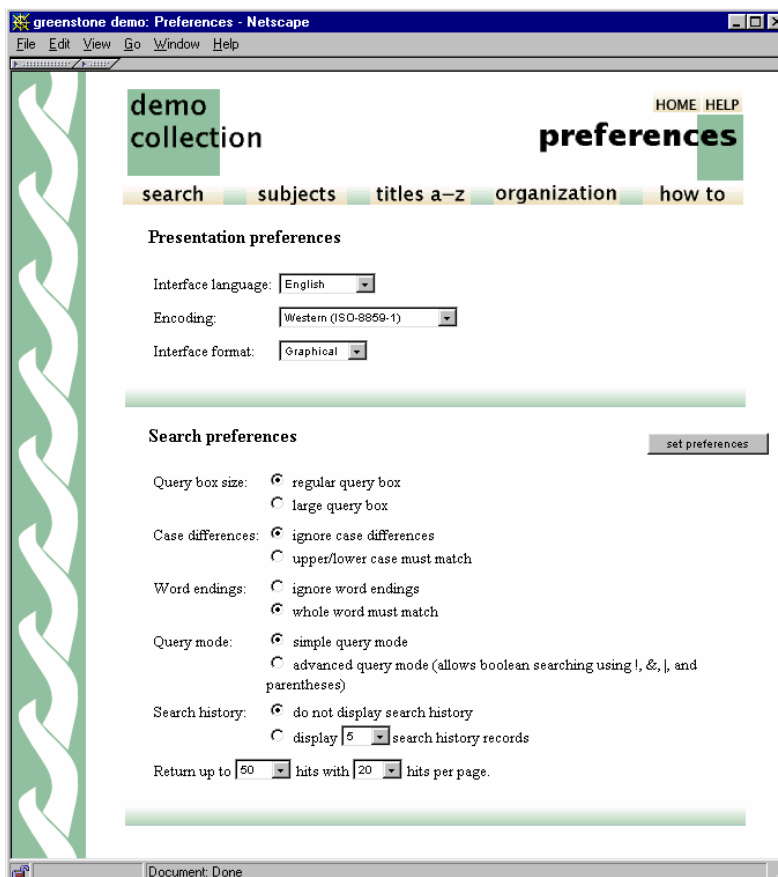 greenstone demo: Preferences - Netscape
File Edit View Go Window Help
demo
collection
HOME HELP
preferences
search subjects titles a–z organization how to
Presentation preferences
Interface language: English
Encoding: Western (ISO-8859-1)
Interface format: Graphical
Search preferences
set preferences
Query box size: regular query box
large query box
Case differences: ignore case differences
upper/lower case must match
Word endings: ignore word endings
whole word must match
Query mode: simple query mode
advanced query mode (allows boolean searching using !, &, |, and
parentheses)
Search history: do not display search history
display 5 search history records
Return up to 50 hits with 20 hits per page.
Document: Done